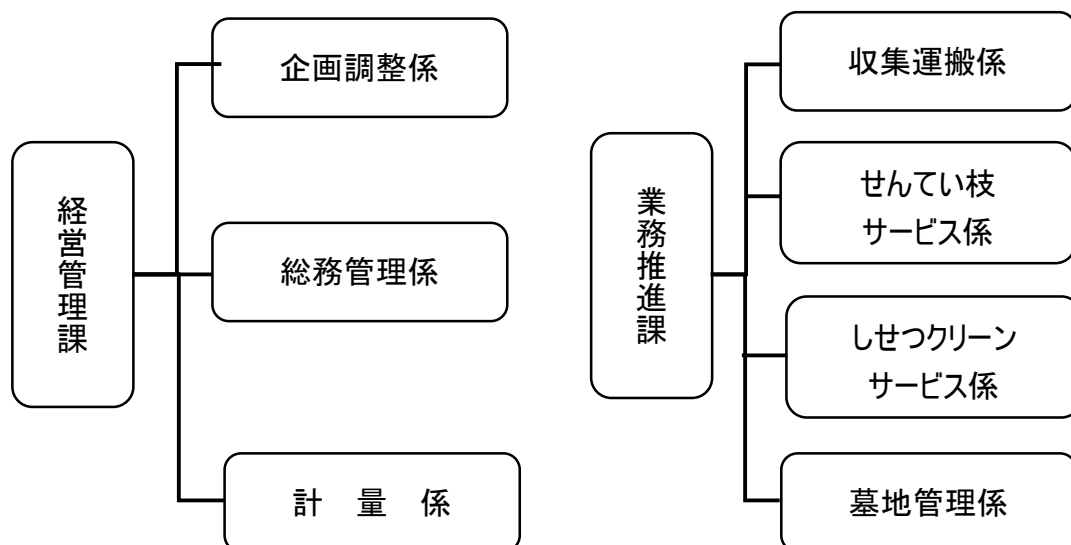 経営管理課
企画調整係
総務管理係
計　量　係
業務推進課
収集運搬係
せんてい枝
サービス係
しせつクリーン
サービス係
墓地管理係